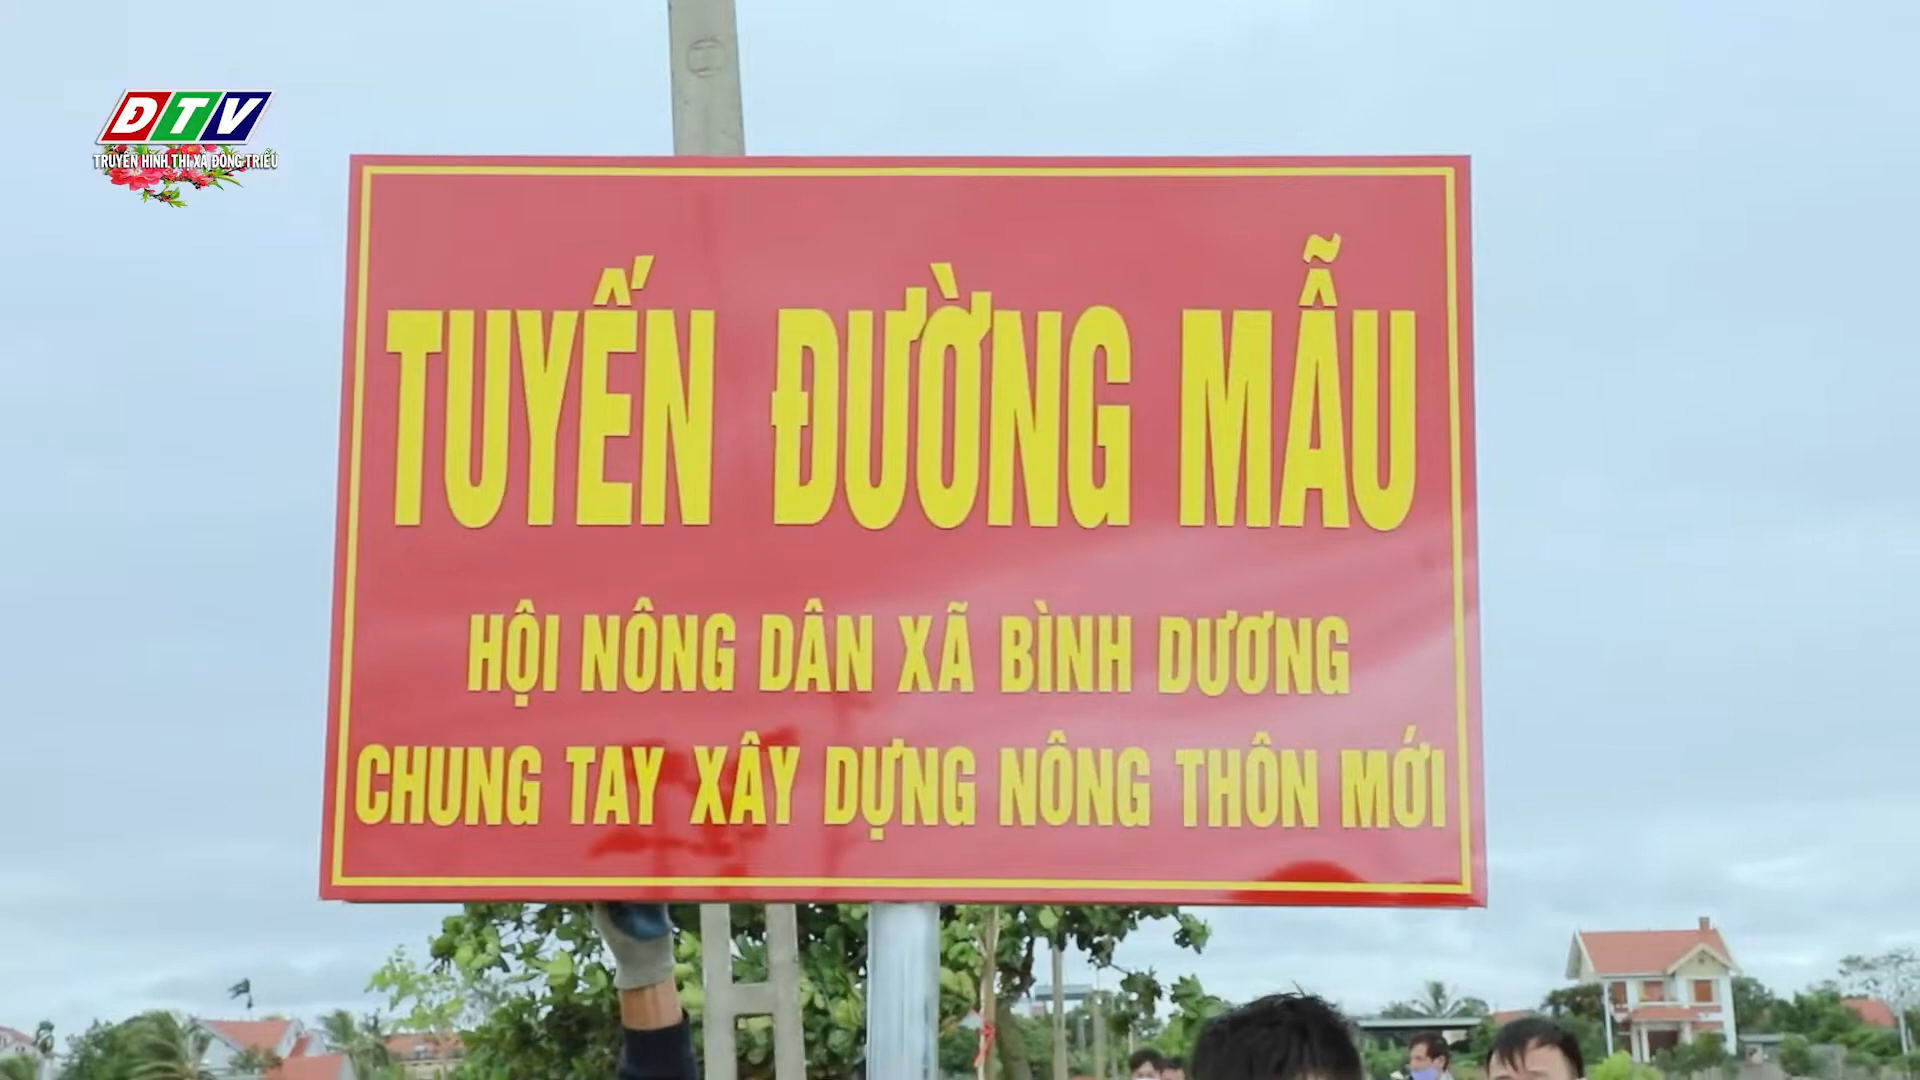 ĐTV
TRUYỀN HÌNH THỊ XÃ ĐÔNG TRIỀU
TUYẾN ĐƯỜNG MẪU
HỘI NÔNG DÂN XÃ BÌNH DƯƠNG
CHUNG TAY XÂY DỰNG NÔNG THÔN MỚI